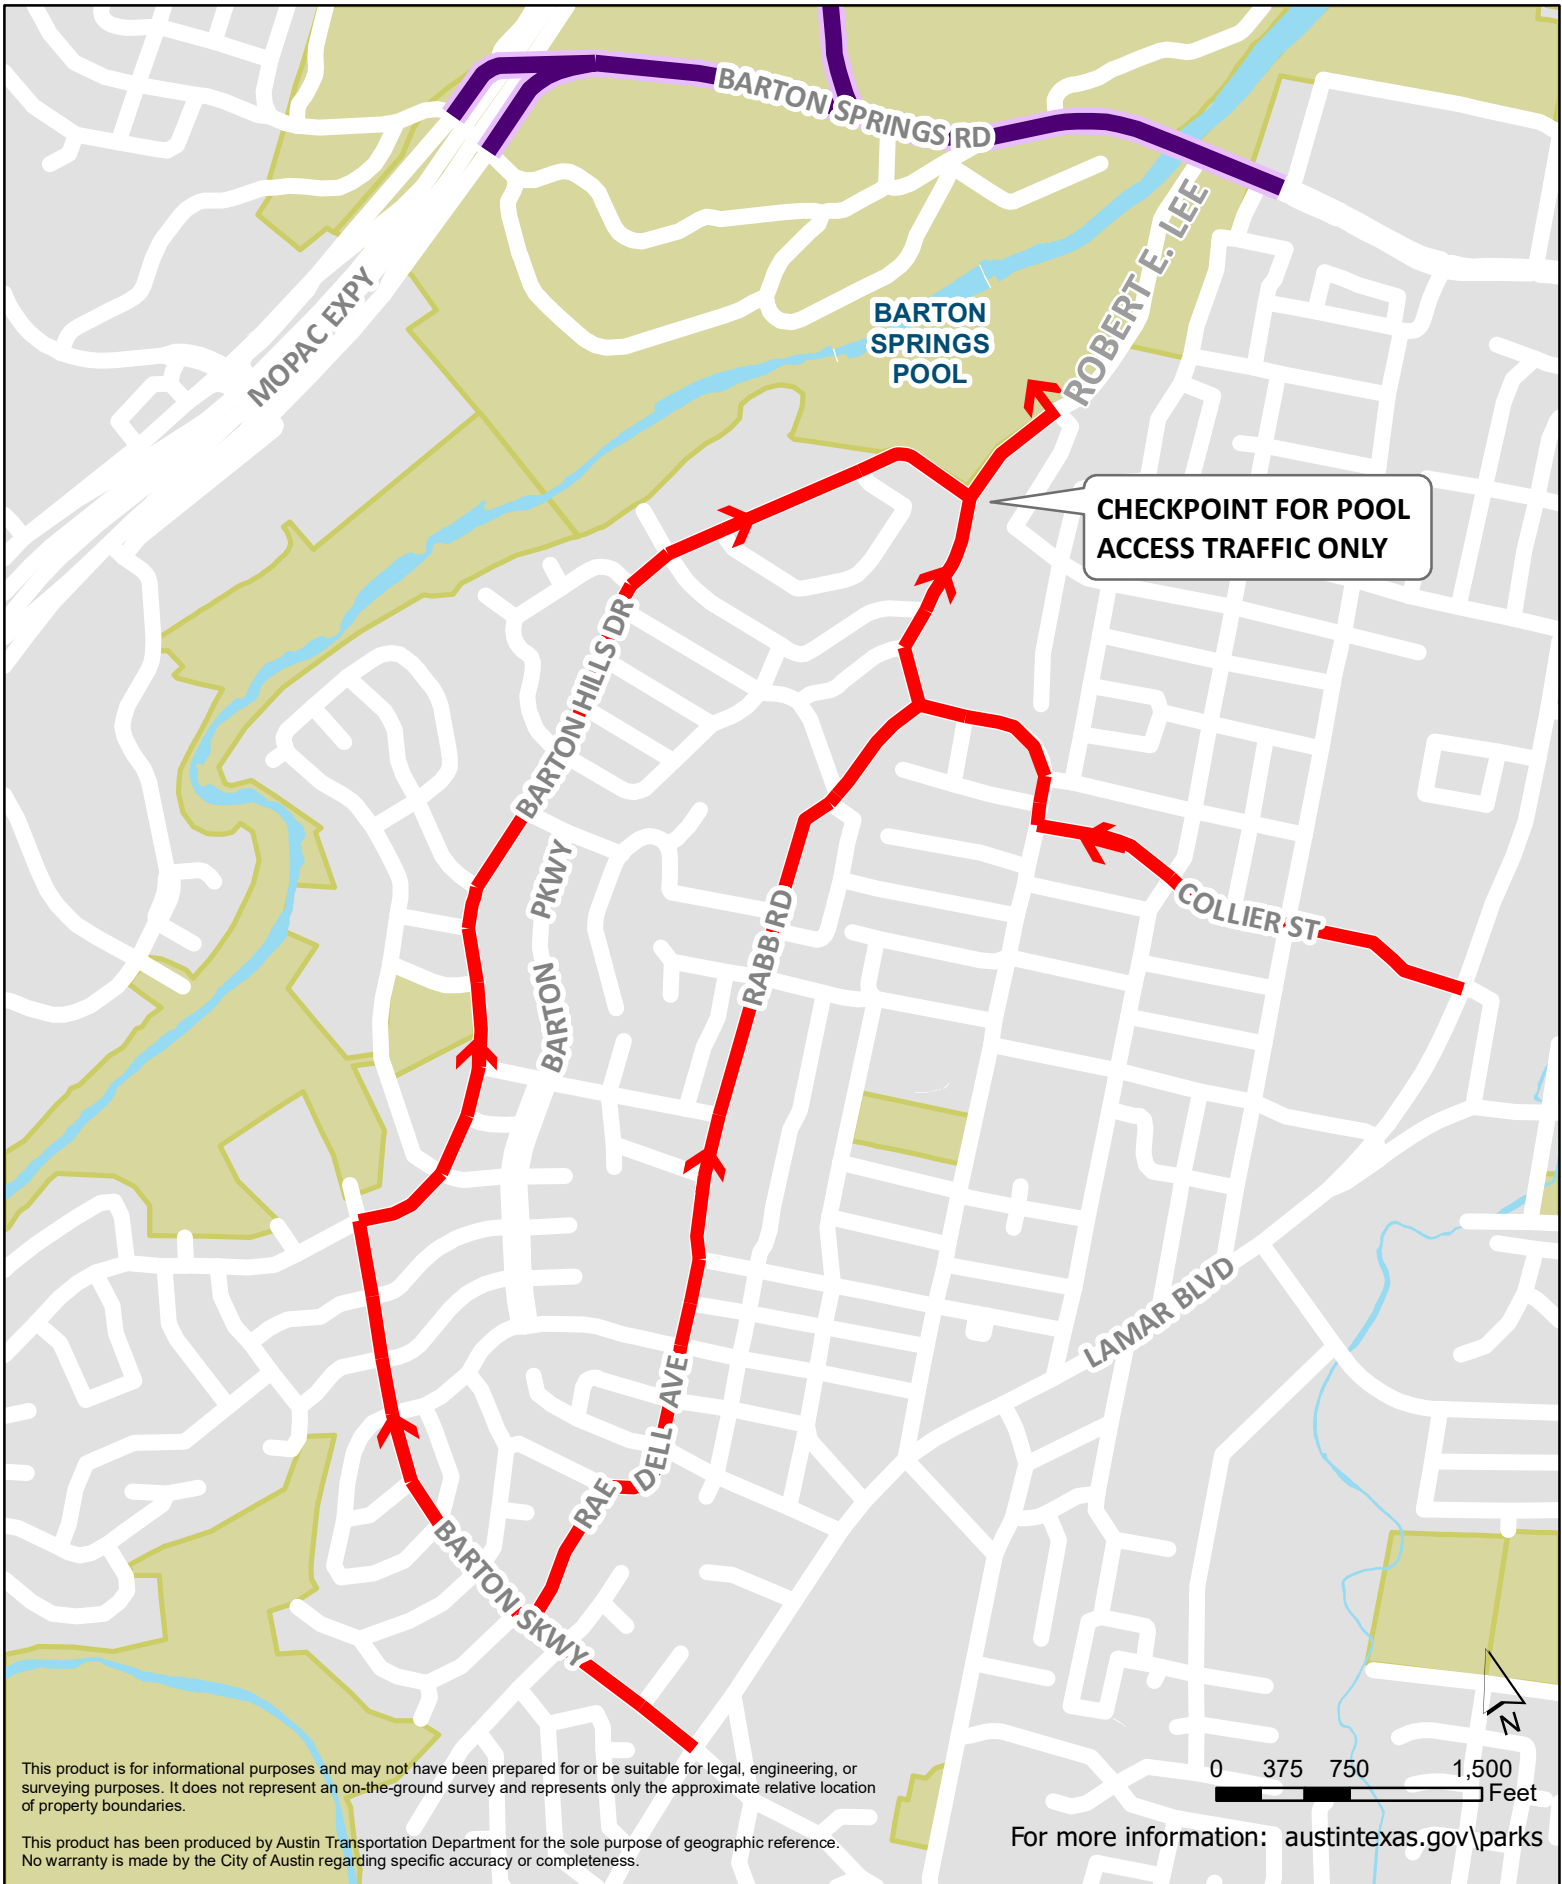 BARTON SPRINGS RD
ROBERT E. LEE
MOPAC EXPY
BARTON
SPRINGS
POOL
CHECKPOINT FOR POOL
ACCESS TRAFFIC ONLY
BARTON HILLS DR
BARTON PKWY
RABB RD
COLLIER ST
LAMAR BLVD
RAE DELL AVE
BARTON SKWY
N
0 375 750 1,500
Feet
This product is for informational purposes and may not have been prepared for or be suitable for legal, engineering, or
surveying purposes. It does not represent an on-the-ground survey and represents only the approximate relative location
of property boundaries.
This product has been produced by Austin Transportation Department for the sole purpose of geographic reference.
No warranty is made by the City of Austin regarding specific accuracy or completeness.
For more information: austintexas.gov\parks